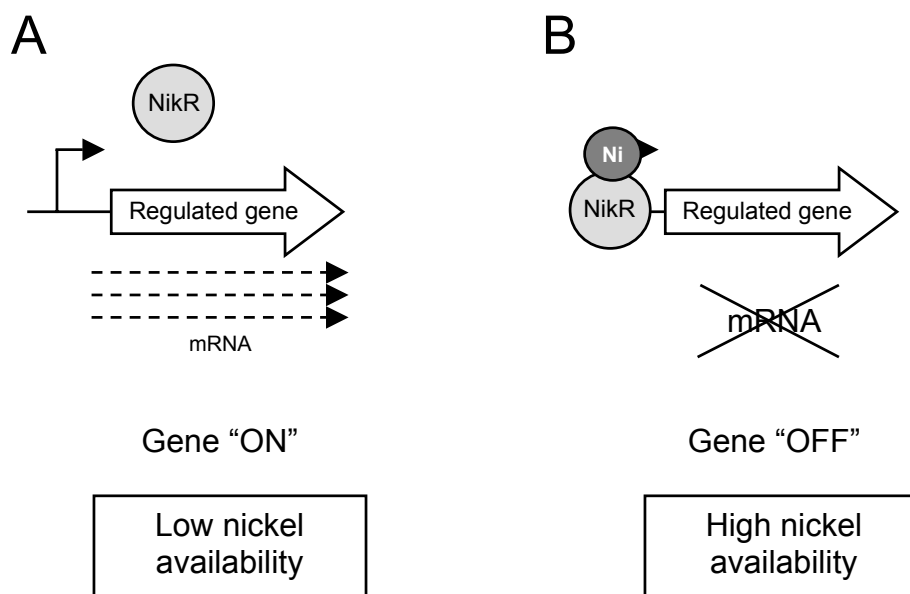 A
NikR
Regulated gene
mRNA
Gene “ON”
Low nickel
availability
B
Ni
NikR
Regulated gene
mRNA
Gene “OFF”
High nickel
availability